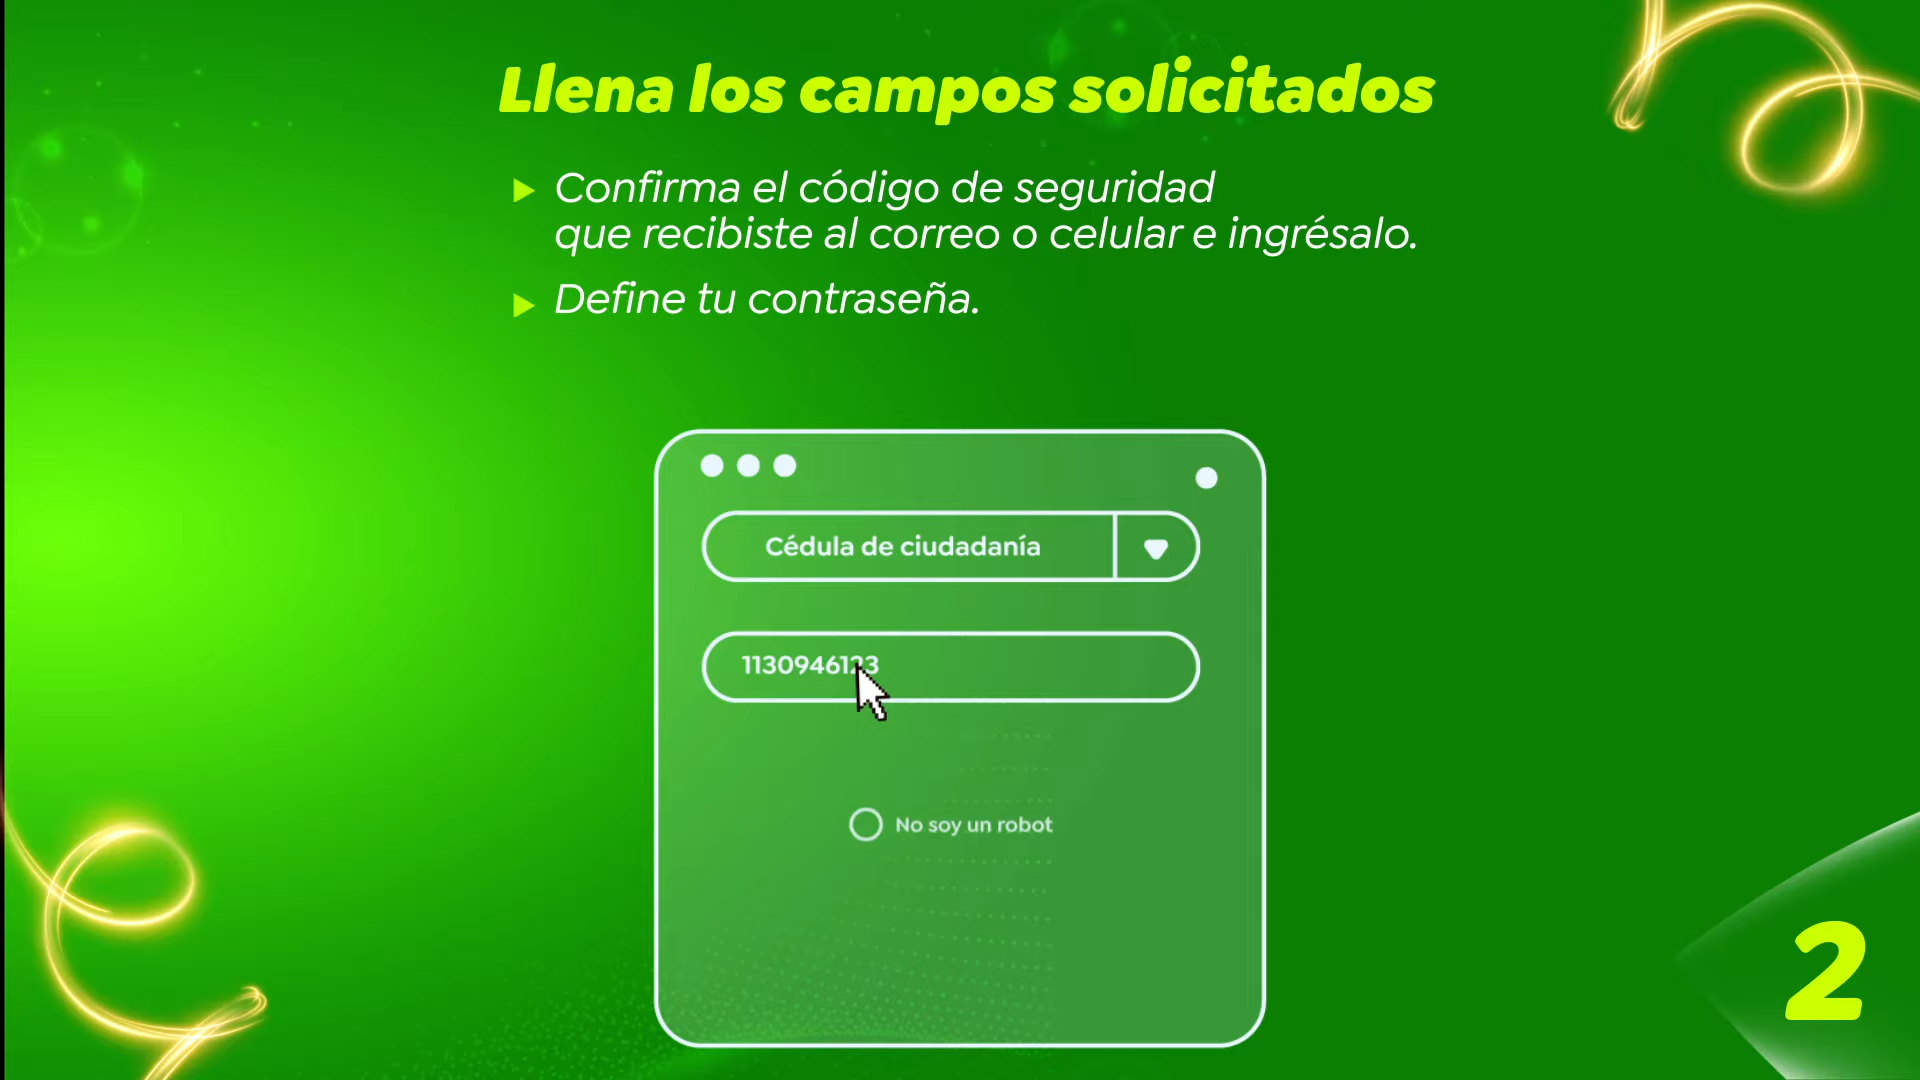 Llena los campos solicitados
Confirma el código de seguridad
que recibiste al correo o celular e ingrésalo.
Define tu contraseña.
Cédula de ciudadanía
1130946123
No soy un robot
2